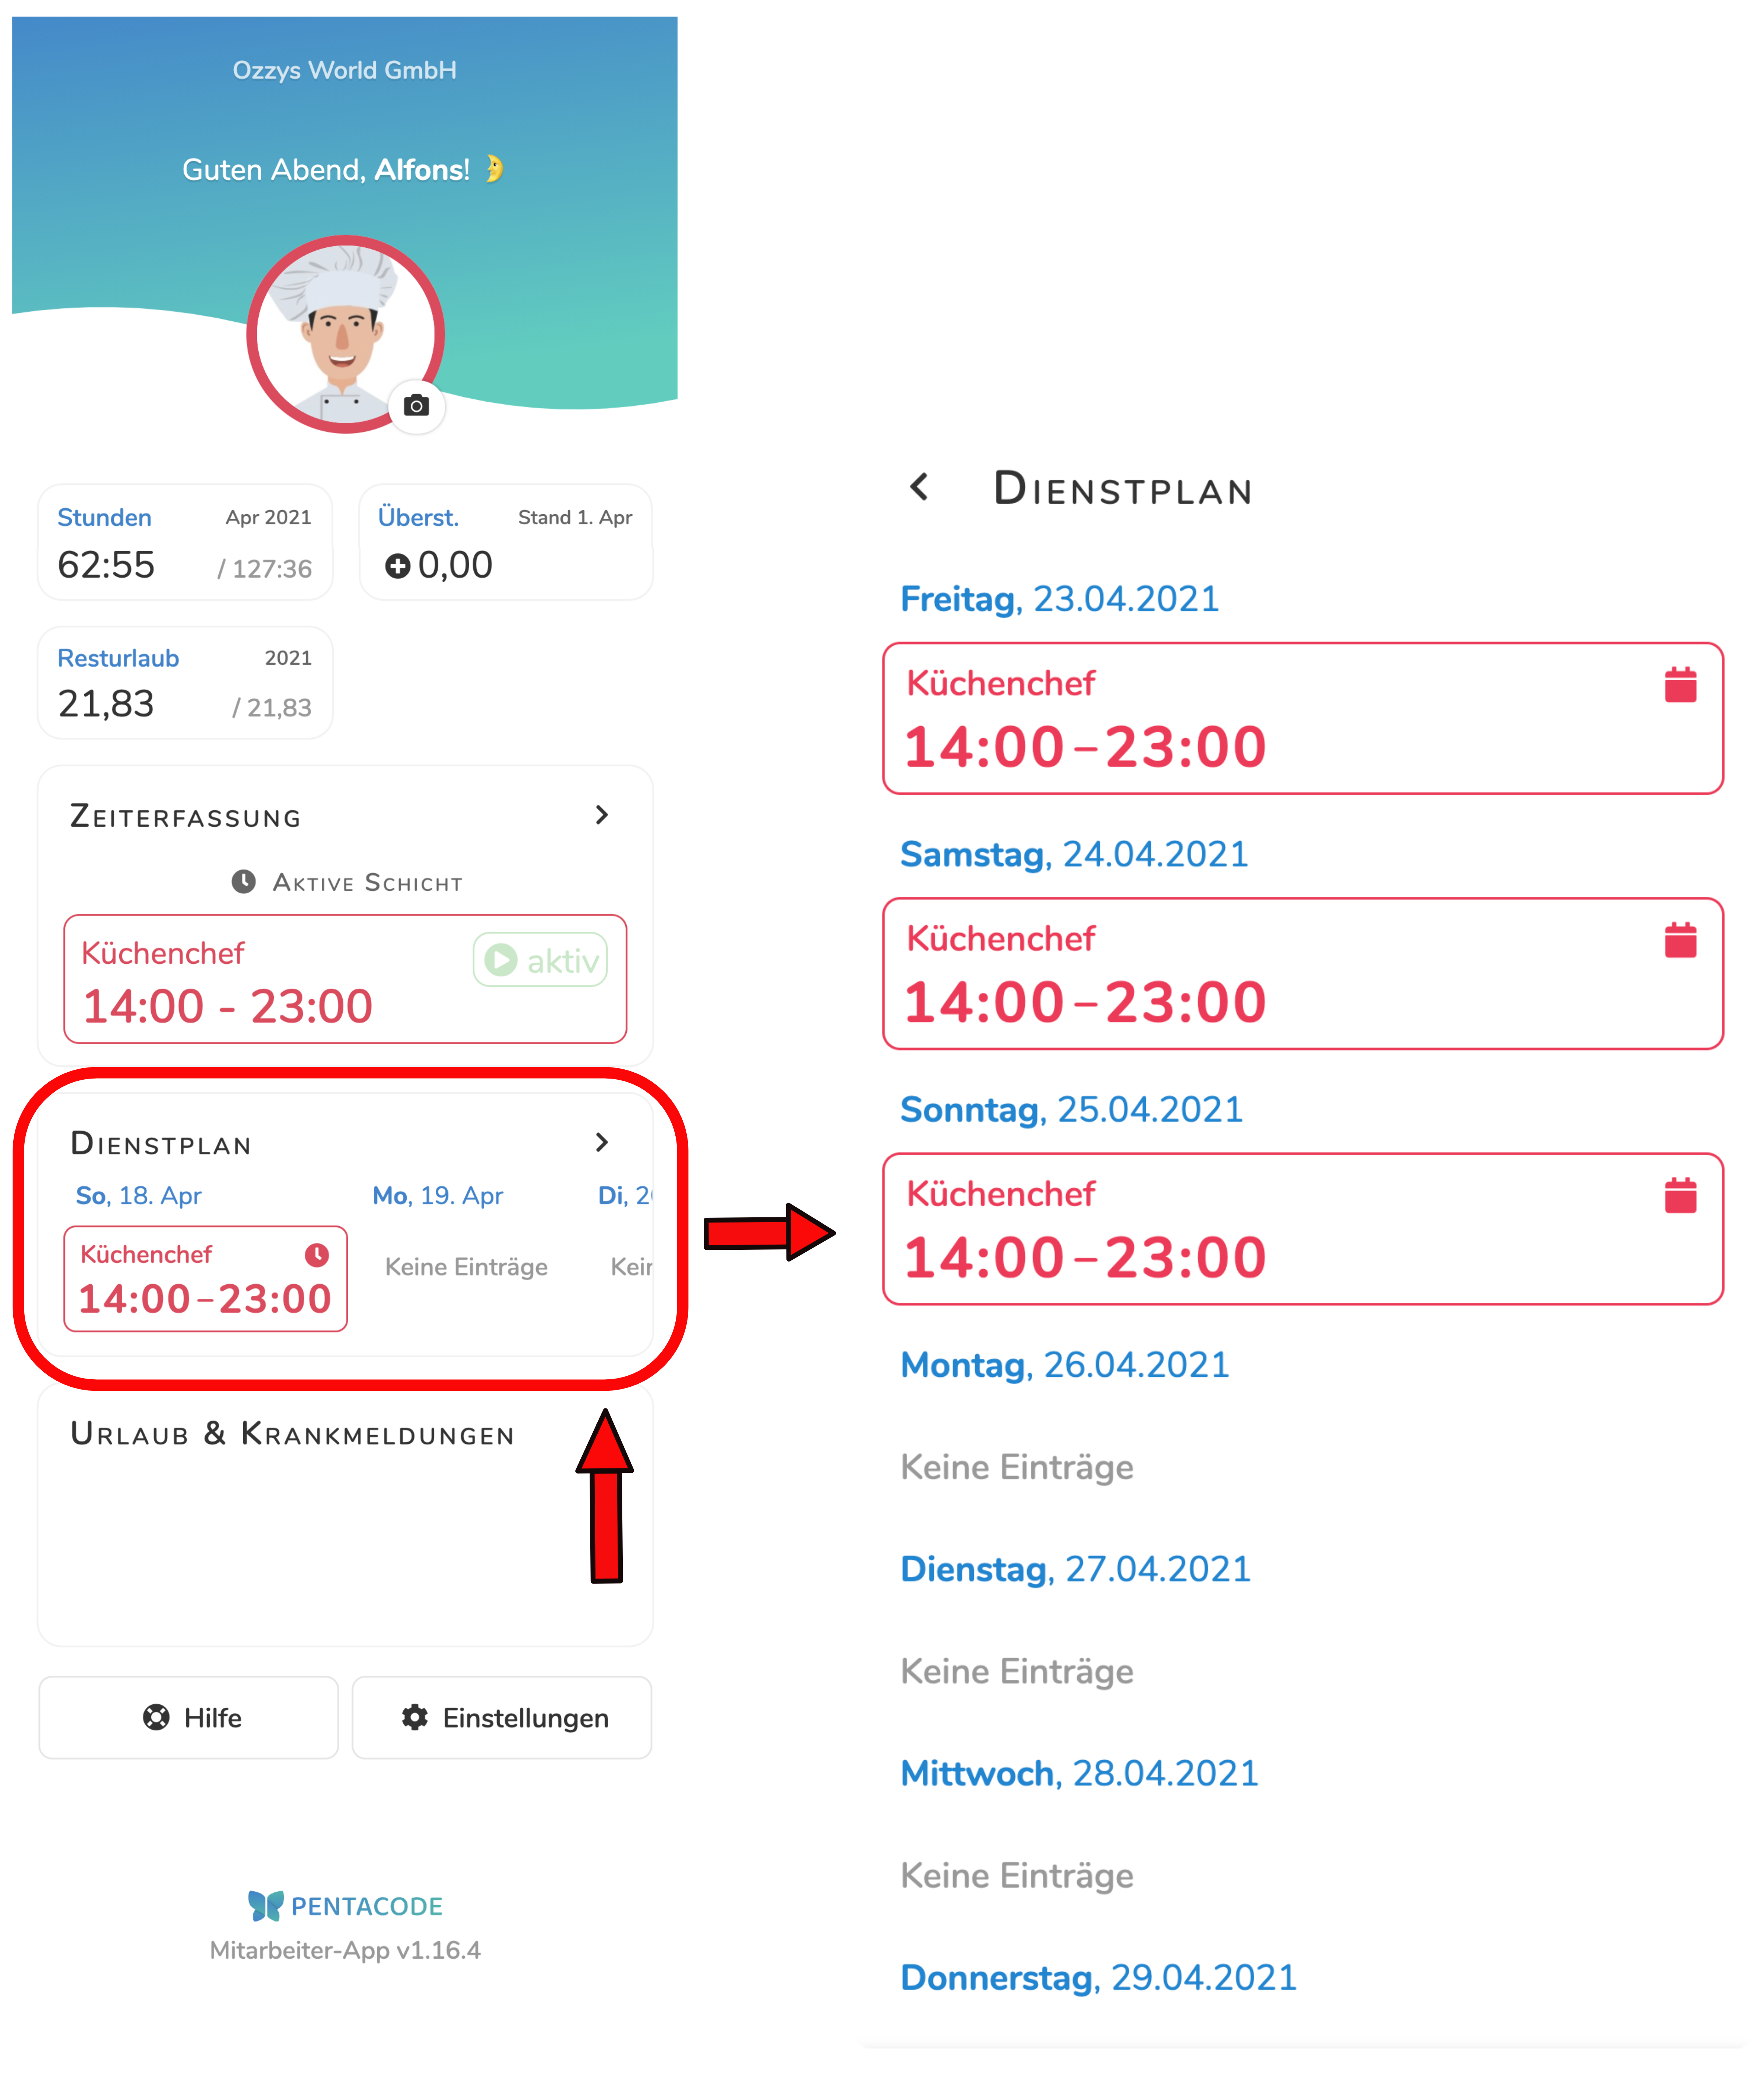 Ozzys World GmbH
Guten Abend, Alfons!
Stunden Apr 2021
62:55 / 127:36
Überst. Stand 1. Apr
0,00
Resturlaub 2021
21,83 / 21,83
Zeiterfassung
Aktive Schicht
Küchenchef
aktiv
14:00 - 23:00
Dienstplan
So, 18. Apr Mo, 19. Apr Di, 2
Küchenchef
14:00–23:00
Keine Einträge
Urlaub & Krankmeldungen
Hilfe
Einstellungen
PENTACODE
Mitarbeiter-App v1.16.4
Dienstplan
Freitag, 23.04.2021
Küchenchef
14:00–23:00
Samstag, 24.04.2021
Küchenchef
14:00–23:00
Sonntag, 25.04.2021
Küchenchef
14:00–23:00
Montag, 26.04.2021
Keine Einträge
Dienstag, 27.04.2021
Keine Einträge
Mittwoch, 28.04.2021
Keine Einträge
Donnerstag, 29.04.2021